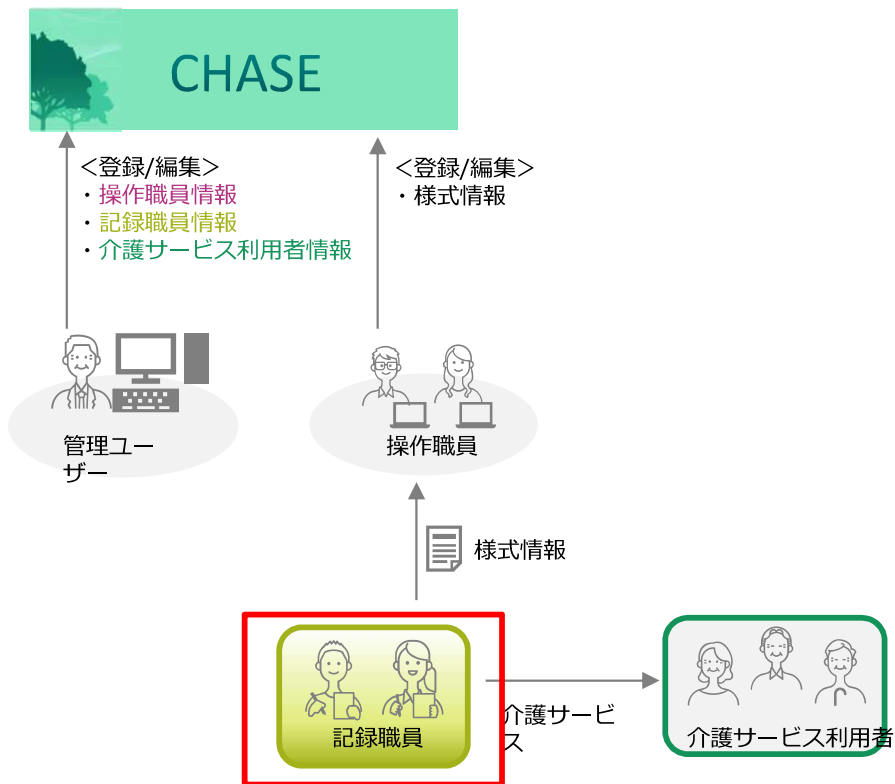 CHASE
<登録/編集>
・操作職員情報
・記録職員情報
・介護サービス利用者情報
<登録/編集>
・様式情報
管理ユー
ザー
操作職員
様式情報
記録職員
介護サービ
ス
介護サービス利用者